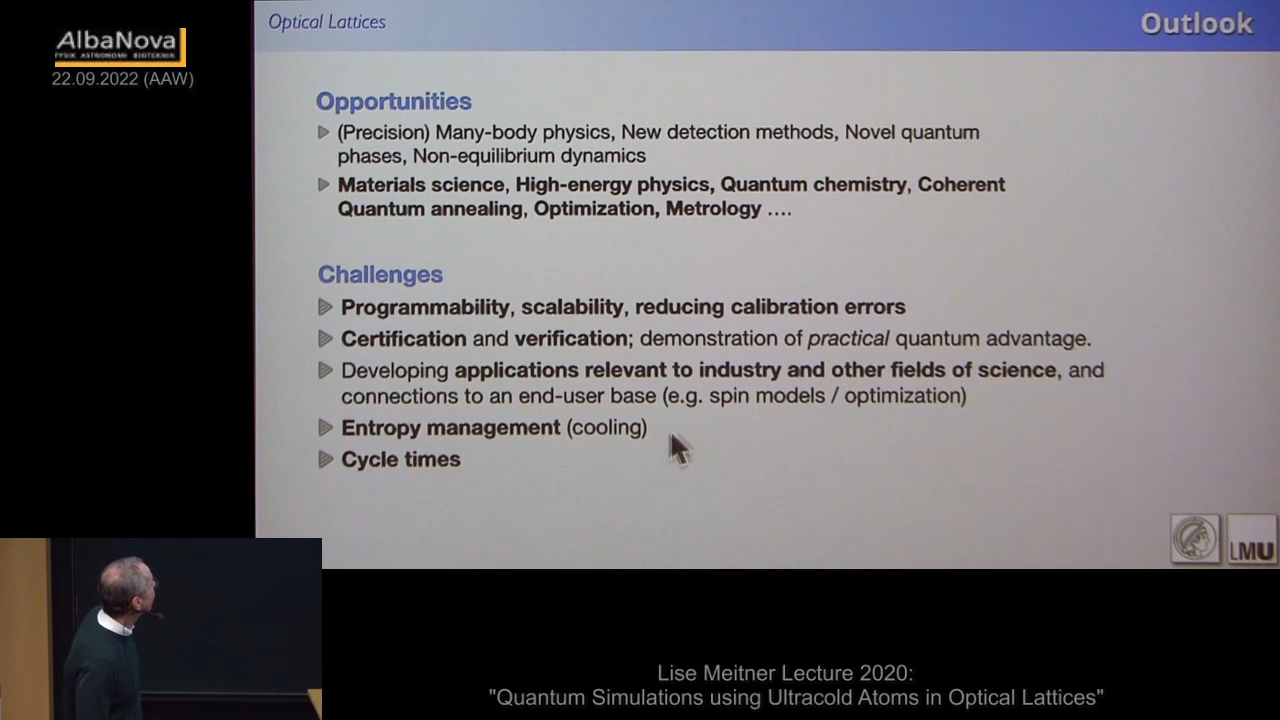 AlbaNova
FYSIK ASTRONOMI BIOTEKNIK
22.09.2022 (AAW)
Optical Lattices
Outlook
Opportunities
(Precision) Many-body physics, New detection methods, Novel quantum
phases, Non-equilibrium dynamics
Materials science, High-energy physics, Quantum chemistry, Coherent
Quantum annealing, Optimization, Metrology ....
Challenges
Programmability, scalability, reducing calibration errors
Certification and verification; demonstration of practical quantum advantage.
Developing applications relevant to industry and other fields of science, and
connections to an end-user base (e.g. spin models / optimization)
Entropy management (cooling)
Cycle times
LMU
Lise Meitner Lecture 2020:
"Quantum Simulations using Ultracold Atoms in Optical Lattices"